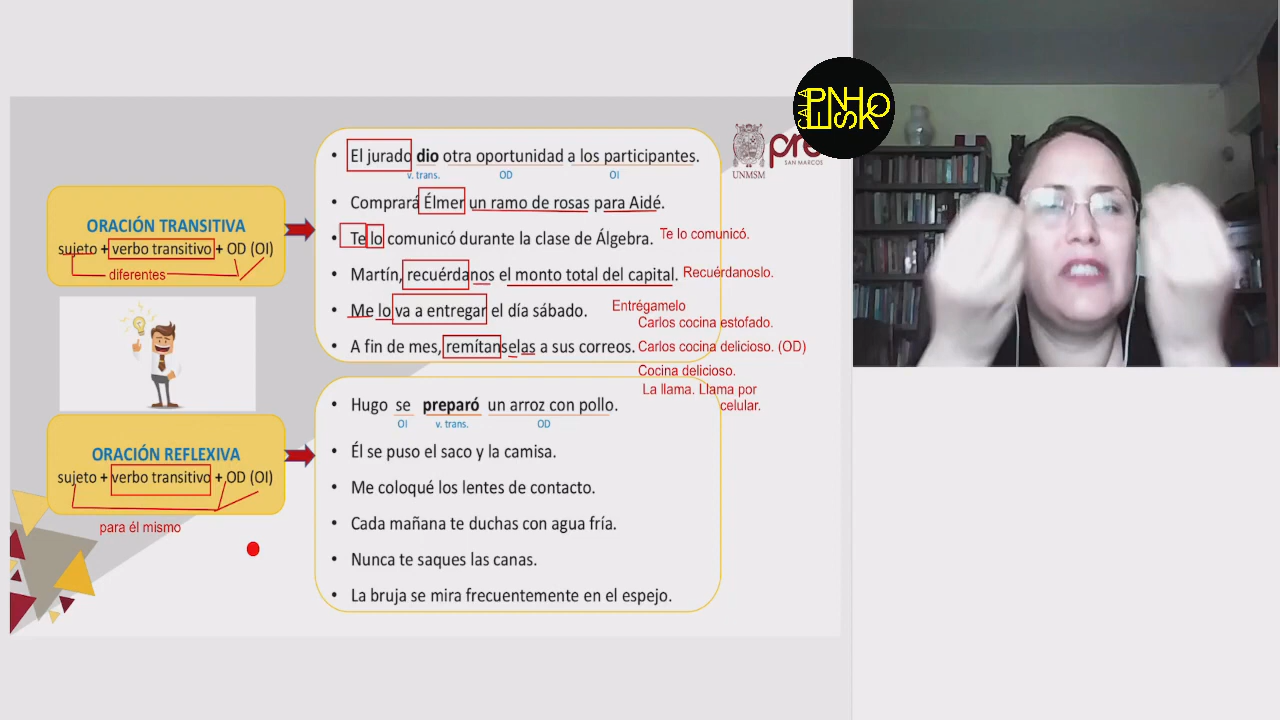 CALA
PENHOSKO
pre
SAN MARCOS
UNMSM
ORACIÓN TRANSITIVA
sujeto + verbo transitivo + OD (OI)
diferentes
• El jurado dio otra oportunidad a los participantes.
v. trans. OD OI
• Comprará Élmer un ramo de rosas para Aidé.
• Te lo comunicó durante la clase de Álgebra. Te lo comunicó.
• Martín, recuérdanos el monto total del capital. Recuérdanoslo.
• Me lo va a entregar el día sábado. Entrégamelo
Carlos cocina estofado.
• A fin de mes, remítanselas a sus correos. Carlos cocina delicioso. (OD)
Cocina delicioso.
La llama. Llama por
celular.
ORACIÓN REFLEXIVA
sujeto + verbo transitivo + OD (OI)
para él mismo
• Hugo se preparó un arroz con pollo.
OI v. trans. OD
• Él se puso el saco y la camisa.
• Me coloqué los lentes de contacto.
• Cada mañana te duchas con agua fría.
• Nunca te saques las canas.
• La bruja se mira frecuentemente en el espejo.